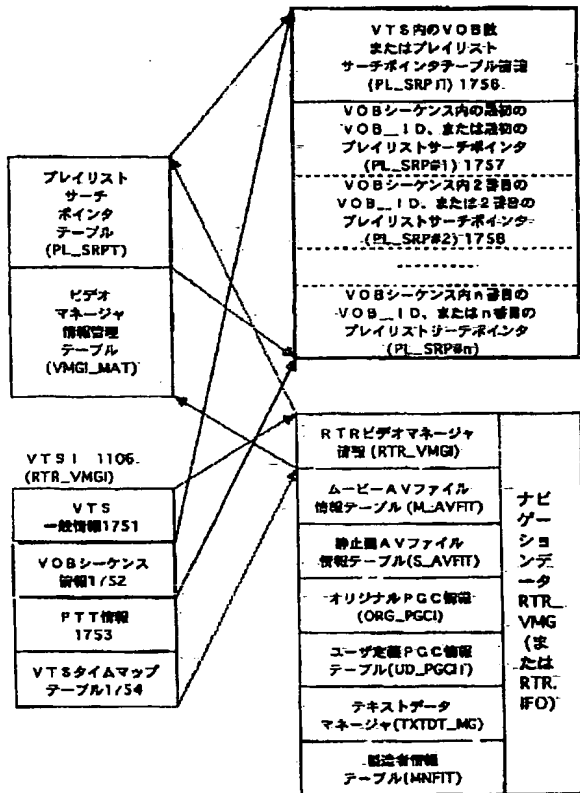 VTS内のVOB数
またはプレイリスト
サーチポインタテーブル情報
(PL_SRPTI) 1756
VOBシーケンス内の最初の
VOB__ID、または最初の
プレイリストサーチポインタ
(PL_SRP#1) 1757
VOBシーケンス内2番目の
VOB__ID、または2番目の
プレイリストサーチポインタ
(PL_SRP#2) 1758
VOBシーケンス内n番目の
VOB__ID、またはn番目の
プレイリストサーチポインタ
(PL_SRP#n)
プレイリスト
サーチ
ポインタ
テーブル
(PL_SRPT)
ビデオ
マネージャ
情報管理
テーブル
(VMGI_MAT)
VTSI 1106
(RTR_VMGI)
VTS
一般情報1751
VOBシーケンス
情報1752
PTT情報
1753
VTSタイムマップ
テーブル1754
RTRビデオマネージャ
情報 (RTR_VMGI)
ムービーAVファイル
情報テーブル (M_AVFIT)
静止画AVファイル
情報テーブル(S_AVFIT)
オリジナルPGC情報
(ORG_PGCI)
ユーザ定義PGC情報
テーブル(UD_PGCIT)
テキストデータ
マネージャ(TXTDT_MG)
製造者情報
テーブル(MNFIT)
ナビ
ゲー
ショ
ンデ
ータ
RTR_
VMG
(ま
たは
RTR.
IFO)